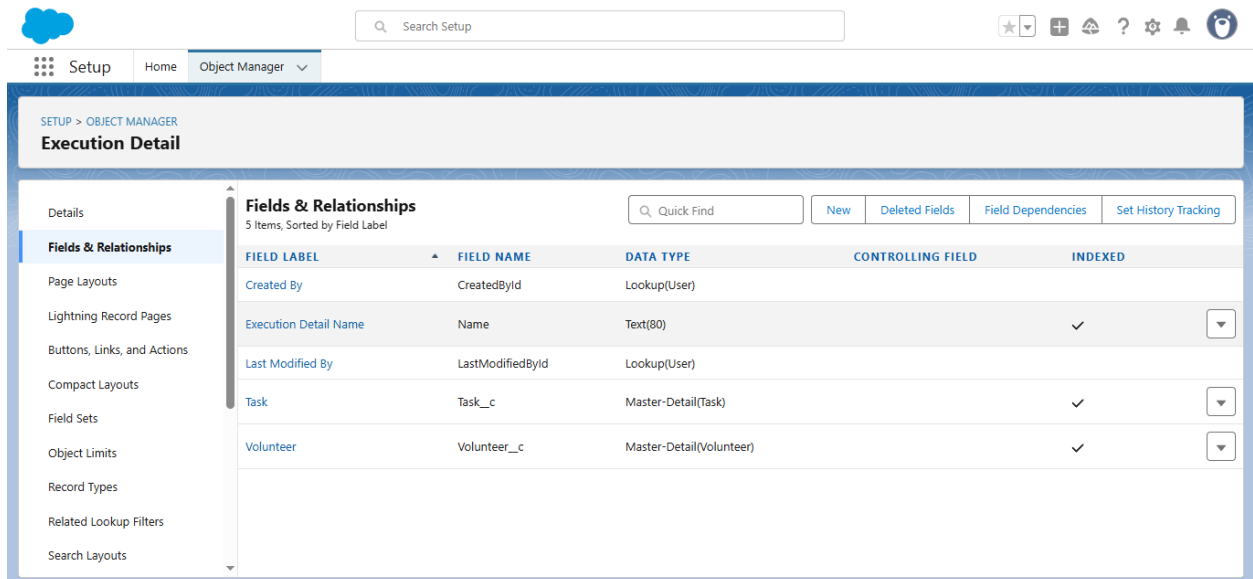 Search Setup
Setup
Home
Object Manager
SETUP > OBJECT MANAGER
Execution Detail
Details
Fields & Relationships
Page Layouts
Lightning Record Pages
Buttons, Links, and Actions
Compact Layouts
Field Sets
Object Limits
Record Types
Related Lookup Filters
Search Layouts
Fields & Relationships
5 Items, Sorted by Field Label
Quick Find
New
Deleted Fields
Field Dependencies
Set History Tracking
FIELD LABEL FIELD NAME DATA TYPE CONTROLLING FIELD INDEXED
Created By CreatedById Lookup(User)
Execution Detail Name Name Text(80)
Last Modified By LastModifiedById Lookup(User)
Task Task__c Master-Detail(Task)
Volunteer Volunteer__c Master-Detail(Volunteer)